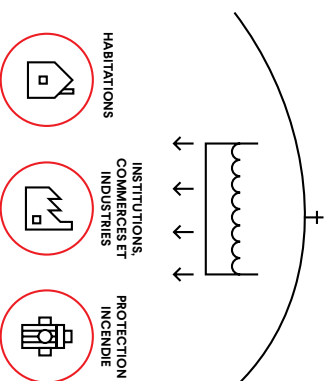 HABITATIONS
INSTITUTIONS,
COMMERCES ET
INDUSTRIES
PROTECTION
INCENDIE